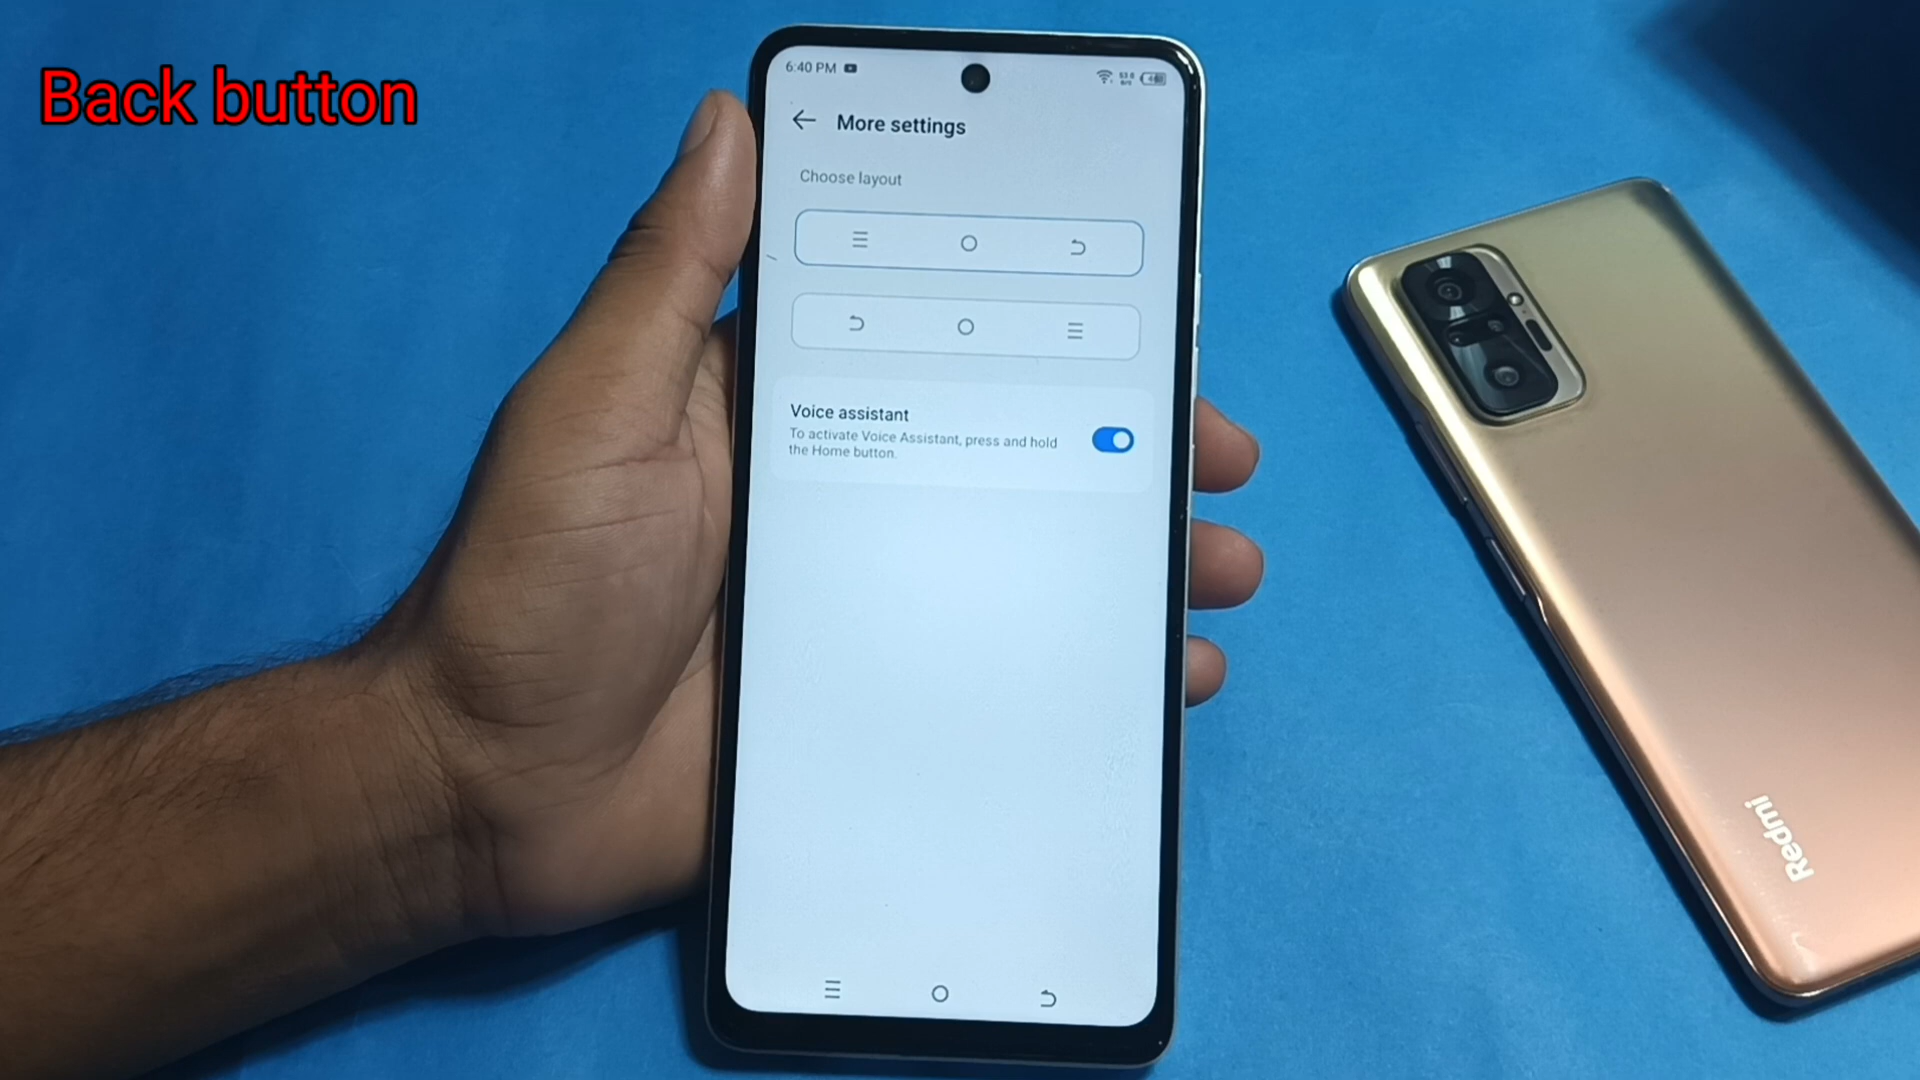 Back button
6:40 PM
More settings
Choose layout
Voice assistant
To activate Voice Assistant, press and hold
the Home button.
Redmi